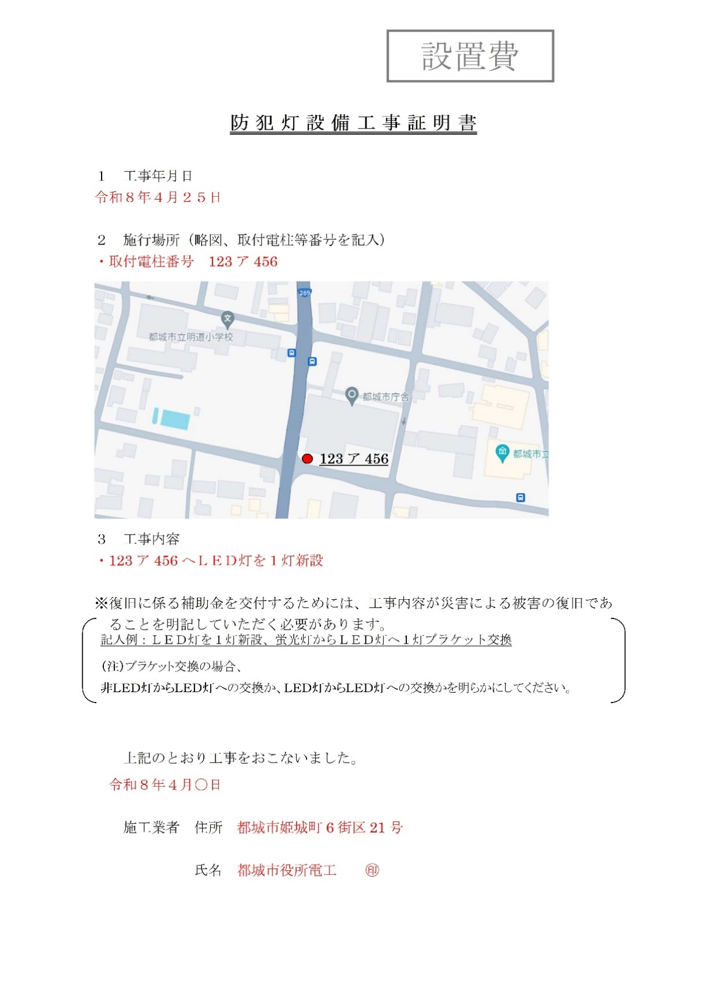 設置費
防犯灯設備工事証明書
１　工事年月日
令和８年４月２５日
２　施行場所（略図、取付電柱等番号を記入）
・取付電柱番号　123 ア 456
269
文
都城市立明道小学校
都城市庁舎
都城市立
123 ア 456
３　工事内容
・123 ア 456 へＬＥＤ灯を１灯新設
※復旧に係る補助金を交付するためには、工事内容が災害による被害の復旧であ
ることを明記していただく必要があります。
記入例：ＬＥＤ灯を１灯新設、蛍光灯からＬＥＤ灯へ１灯ブラケット交換
（注）ブラケット交換の場合、
非LED灯からLED灯への交換か、LED灯からLED灯への交換かを明らかにしてください。
上記のとおり工事をおこないました。
令和８年４月〇日
施工業者　住所　都城市姫城町 6 街区 21 号
氏名　都城市役所電工　　㊞